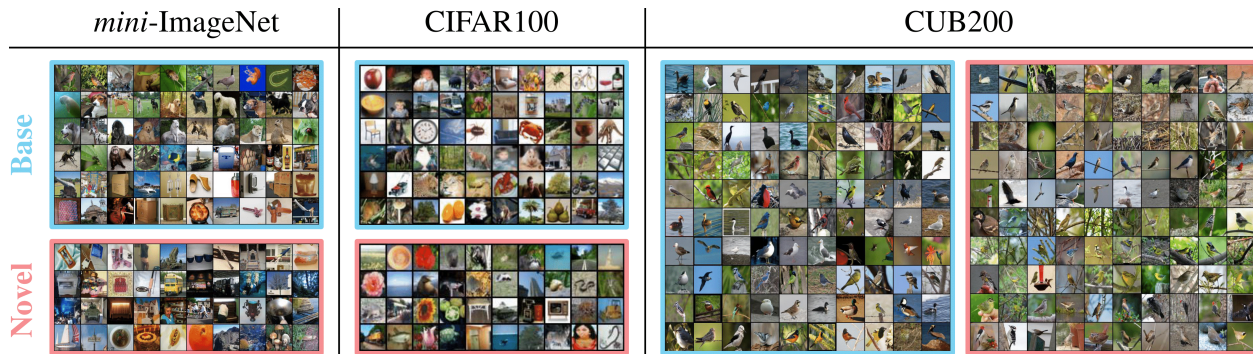 mini-ImageNet
CIFAR100
CUB200
Base
Novel